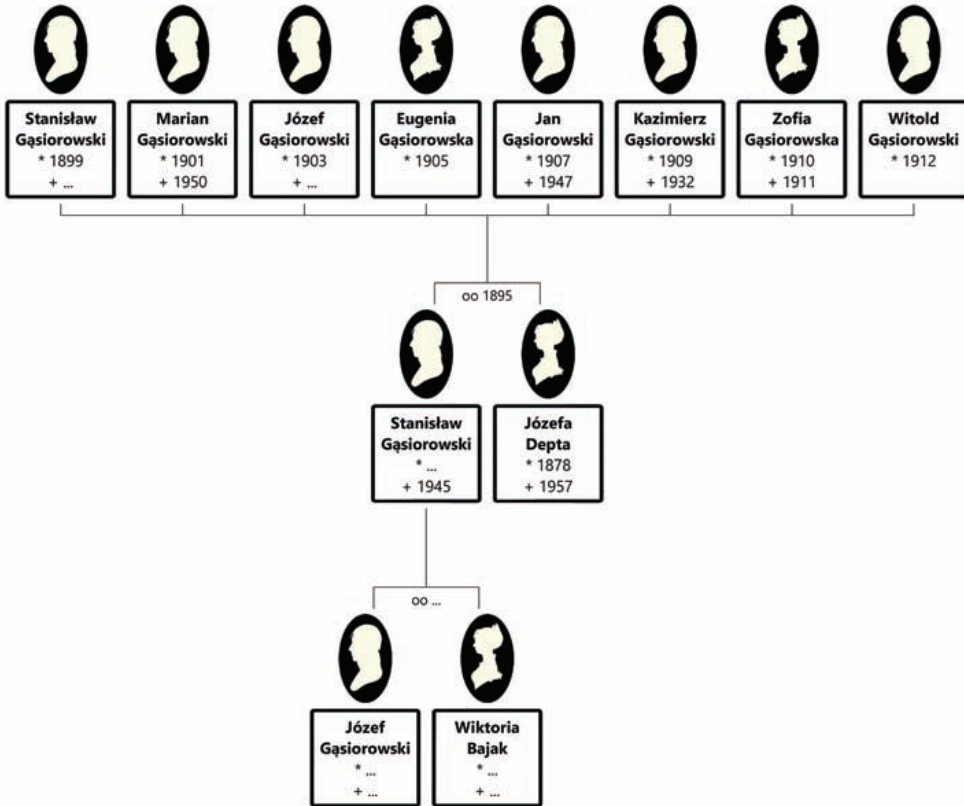 Stanisław
Gąsiorowski
* 1899
+ ...
Marian
Gąsiorowski
* 1901
+ 1950
Józef
Gąsiorowski
* 1903
+ ...
Eugenia
Gąsiorowska
* 1905
Jan
Gąsiorowski
* 1907
+ 1947
Kazimierz
Gąsiorowski
* 1909
+ 1932
Zofia
Gąsiorowska
* 1910
+ 1911
Witold
Gąsiorowski
* 1912
oo 1895
Stanisław
Gąsiorowski
* ...
+ 1945
Józefa
Depta
* 1878
+ 1957
oo ...
Józef
Gąsiorowski
* ...
+ ...
Wiktoria
Bajak
* ...
+ ...